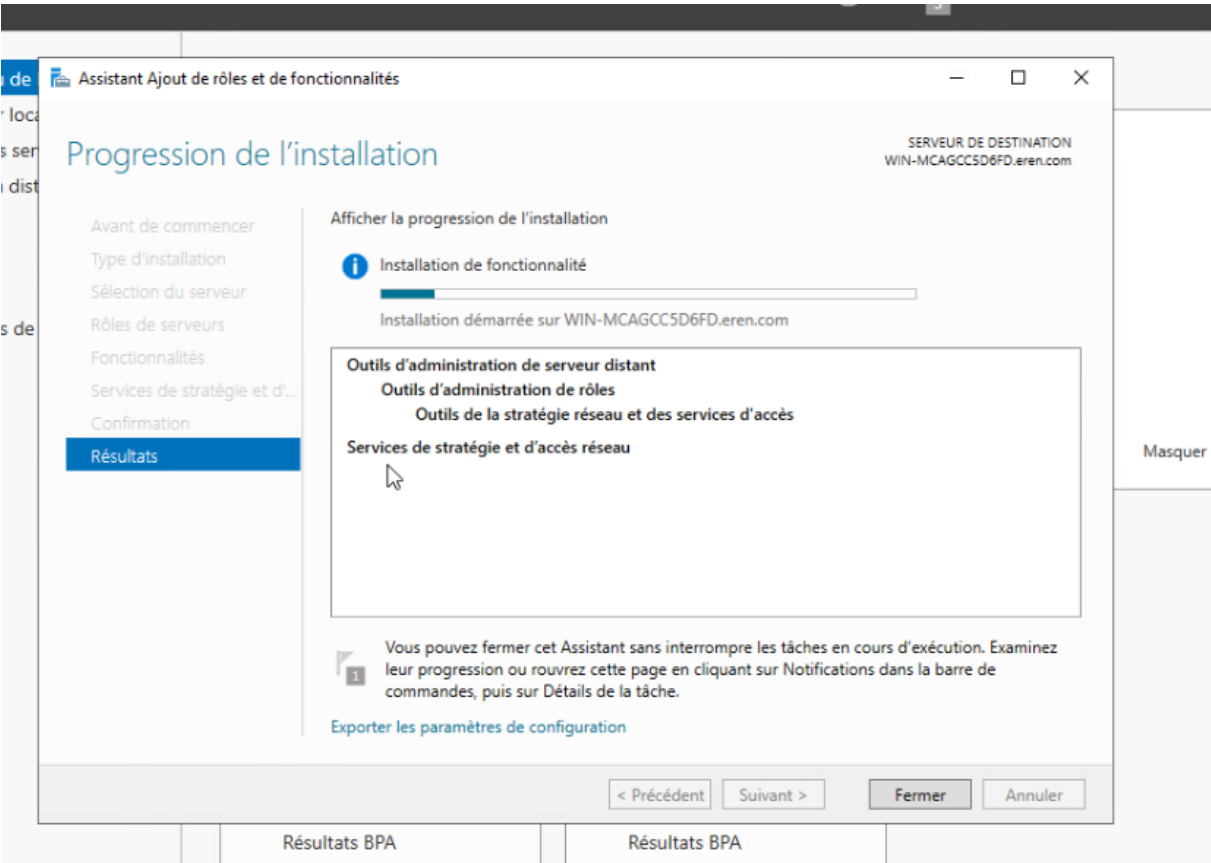 Assistant Ajout de rôles et de fonctionnalités
Progression de l'installation
SERVEUR DE DESTINATION
WIN-MCAGCC5D6FD.eren.com
Avant de commencer
Type d'installation
Sélection du serveur
Rôles de serveurs
Fonctionnalités
Services de stratégie et d'...
Confirmation
Résultats
Afficher la progression de l'installation
Installation de fonctionnalité
Installation démarrée sur WIN-MCAGCC5D6FD.eren.com
Outils d'administration de serveur distant
Outils d'administration de rôles
Outils de la stratégie réseau et des services d'accès
Services de stratégie et d'accès réseau
1
Vous pouvez fermer cet Assistant sans interrompre les tâches en cours d'exécution. Examinez
leur progression ou rouvrez cette page en cliquant sur Notifications dans la barre de
commandes, puis sur Détails de la tâche.
Exporter les paramètres de configuration
< Précédent
Suivant >
Fermer
Annuler
de
loca
ser
dist
s de
Masquer
Résultats BPA
Résultats BPA